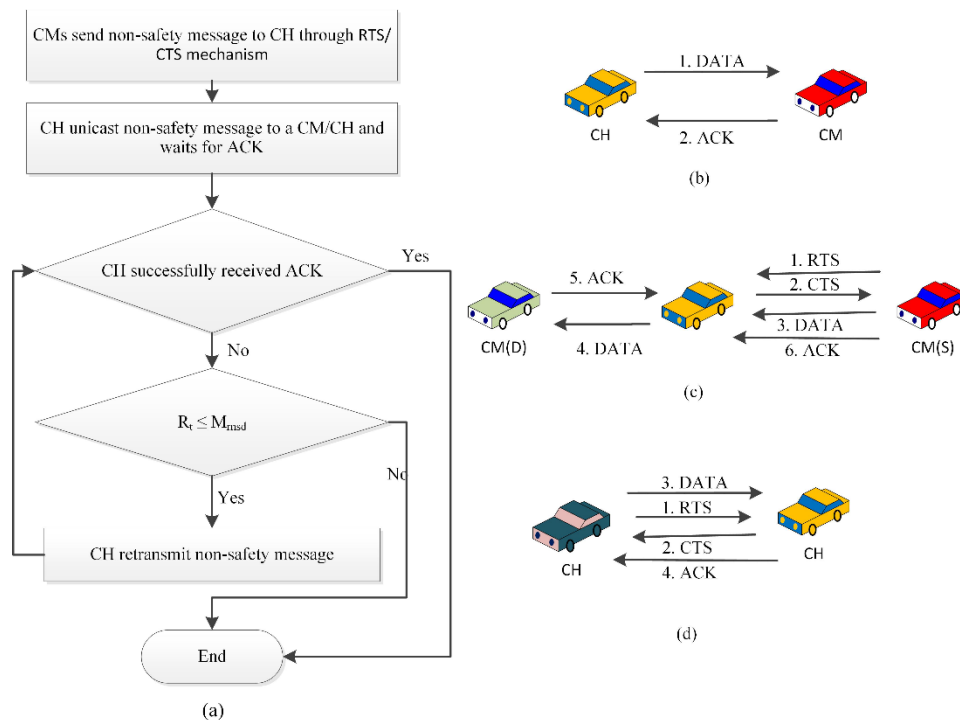 CMs send non-safety message to CH through RTS/
CTS mechanism
CH unicast non-safety message to a CM/CH and
waits for ACK
CH successfully received ACK
Yes
No
Rₜ ≤ Mₘₛd
No
Yes
CH retransmit non-safety message
End
(a)
1. DATA
CH
CM
2. ACK
(b)
1. RTS
5. ACK
2. CTS
3. DATA
CM(D)
4. DATA
6. ACK
CM(S)
(c)
3. DATA
1. RTS
2. CTS
CH
CH
4. ACK
(d)